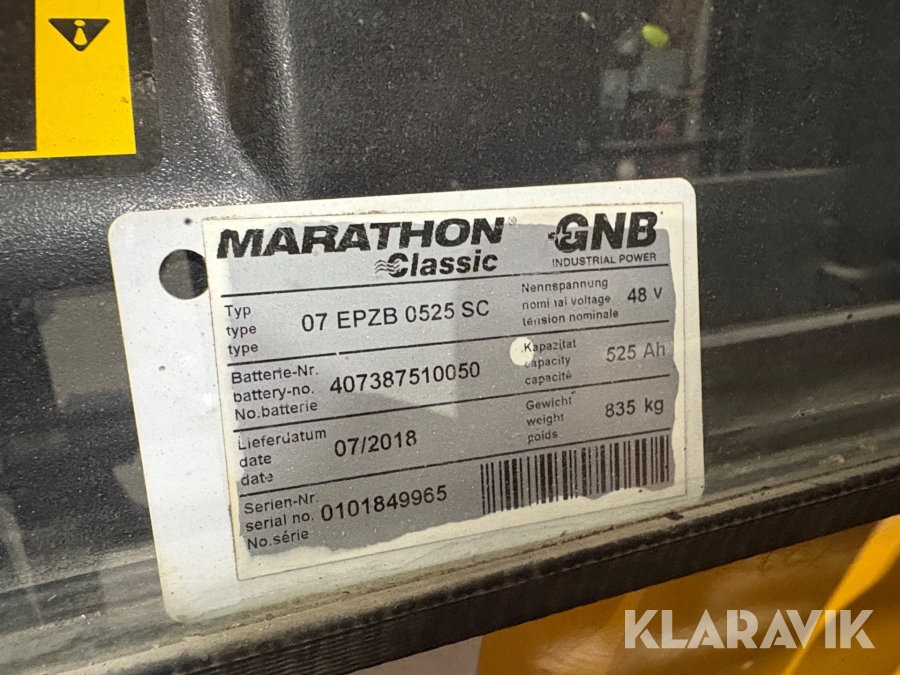 MARATHON®
Classic
GNB
INDUSTRIAL POWER
Typ
type
type
07 EPZB 0525 SC
Nennspannung
nominal voltage
tension nominale
48 V
Batterie-Nr.
battery-no.
No.batterie
407387510050
Kapazität
capacity
capacité
525 Ah
Lieferdatum
date
date
07/2018
Gewicht
weight
poids
835 kg
Serien-Nr.
serial no.
No.série
0101849965
KLARAVIK